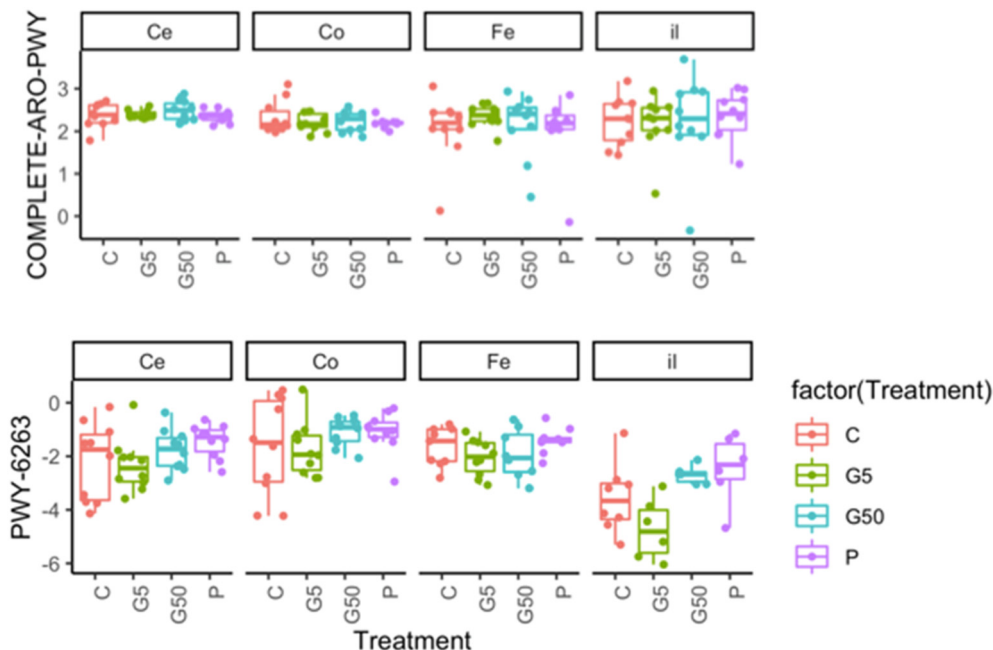 Ce Co Fe il
COMPLETE-ARO-PWY
3
2
1
0
C G5 G50 P C G5 G50 P C G5 G50 P C G5 G50 P
Ce Co Fe il
PWY-6263
0
-2
-4
-6
C G5 G50 P C G5 G50 P C G5 G50 P C G5 G50 P
Treatment
factor(Treatment)
C
G5
G50
P